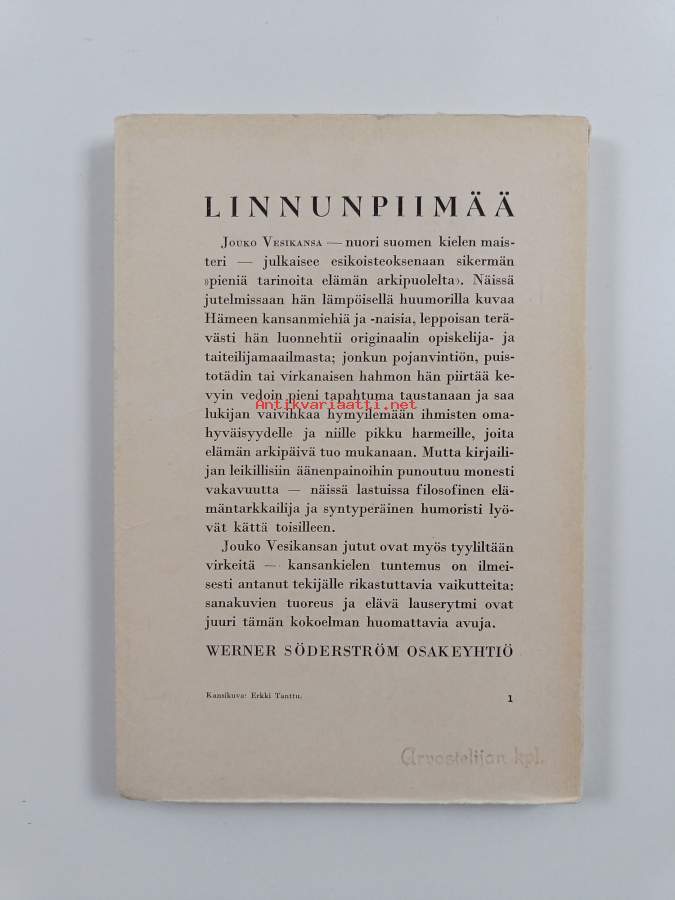 LINNUNPIIMÄÄ
Jouko Vesikansa — nuori suomen kielen mais-
teri — julkaisee esikoisteoksenaan sikermän
»pieniä tarinoita elämän arkipuolelta». Näissä
jutelmissaan hän lämpöisellä huumorilla kuvaa
Hämeen kansanmiehiä ja -naisia, leppoisan terä-
västi hän luonnehtii originaalin opiskelija- ja
taiteilijamaailmasta; jonkun pojanvintiön, puis-
totädin tai virkanaisen hahmon hän piirtää ke-
vyin vedoin pieni tapahtuma taustanaan ja saa
Antikvariaatti.net
lukijan vaivihkaa hymyilemään ihmisten oma-
hyväisyydelle ja niille pikku harmeille, joita
elämän arkipäivä tuo mukanaan. Mutta kirjaili-
jan leikillisiin äänenpainoihin punoutuu monesti
vakavuutta — näissä lastuissa filosofinen elä-
mäntarkkailija ja syntyperäinen humoristi lyö-
vät kättä toisilleen.
Jouko Vesikansan jutut ovat myös tyyliltään
virkeitä — kansankielen tuntemus on ilmei-
sesti antanut tekijälle rikastuttavia vaikutteita:
sanakuvien tuoreus ja elävä lauserytmi ovat
juuri tämän kokoelman huomattavia avuja.
WERNER SÖDERSTRÖM OSAKEYHTIÖ
Kansikuva: Erkki Tanttu.
1
Arvostelijan kpl.